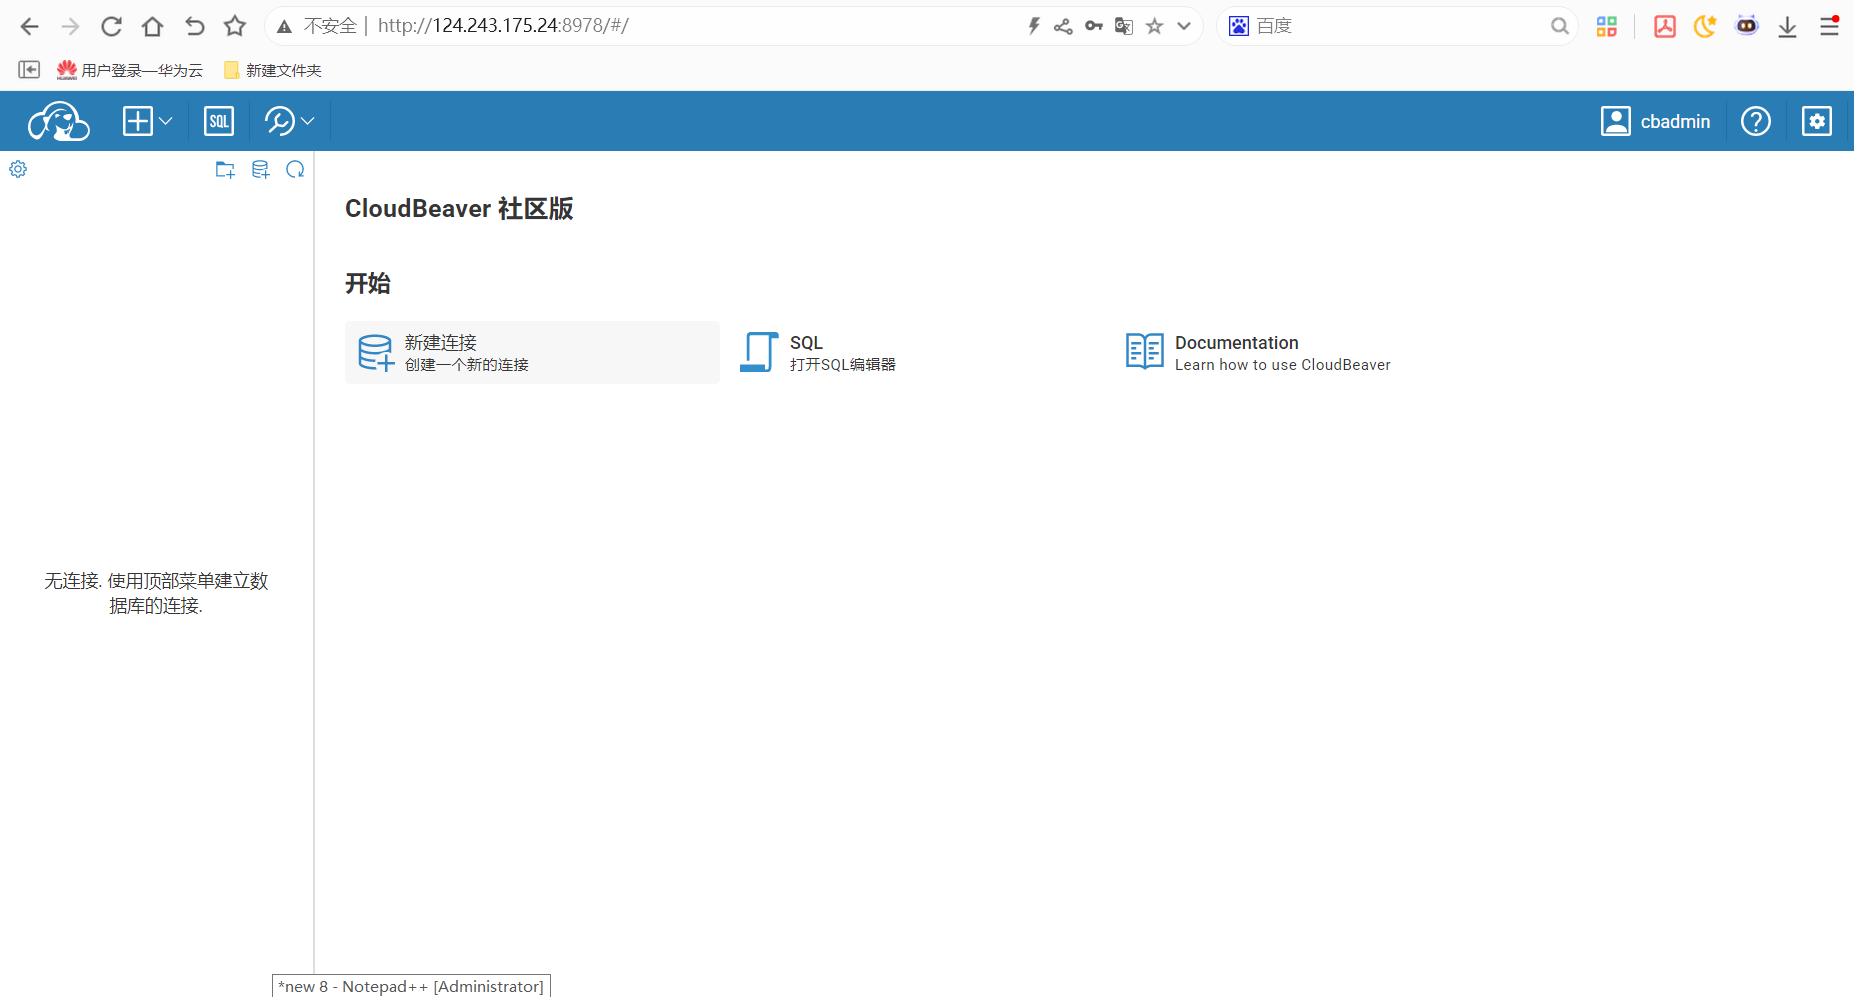 不安全 | http://124.243.175.24:8978/#/
百度
用户登录—华为云
新建文件夹
SQL
cbadmin
CloudBeaver 社区版
开始
新建连接
创建一个新的连接
SQL
打开SQL编辑器
Documentation
Learn how to use CloudBeaver
无连接. 使用顶部菜单建立数
据库的连接.
*new 8 - Notepad++ [Administrator]